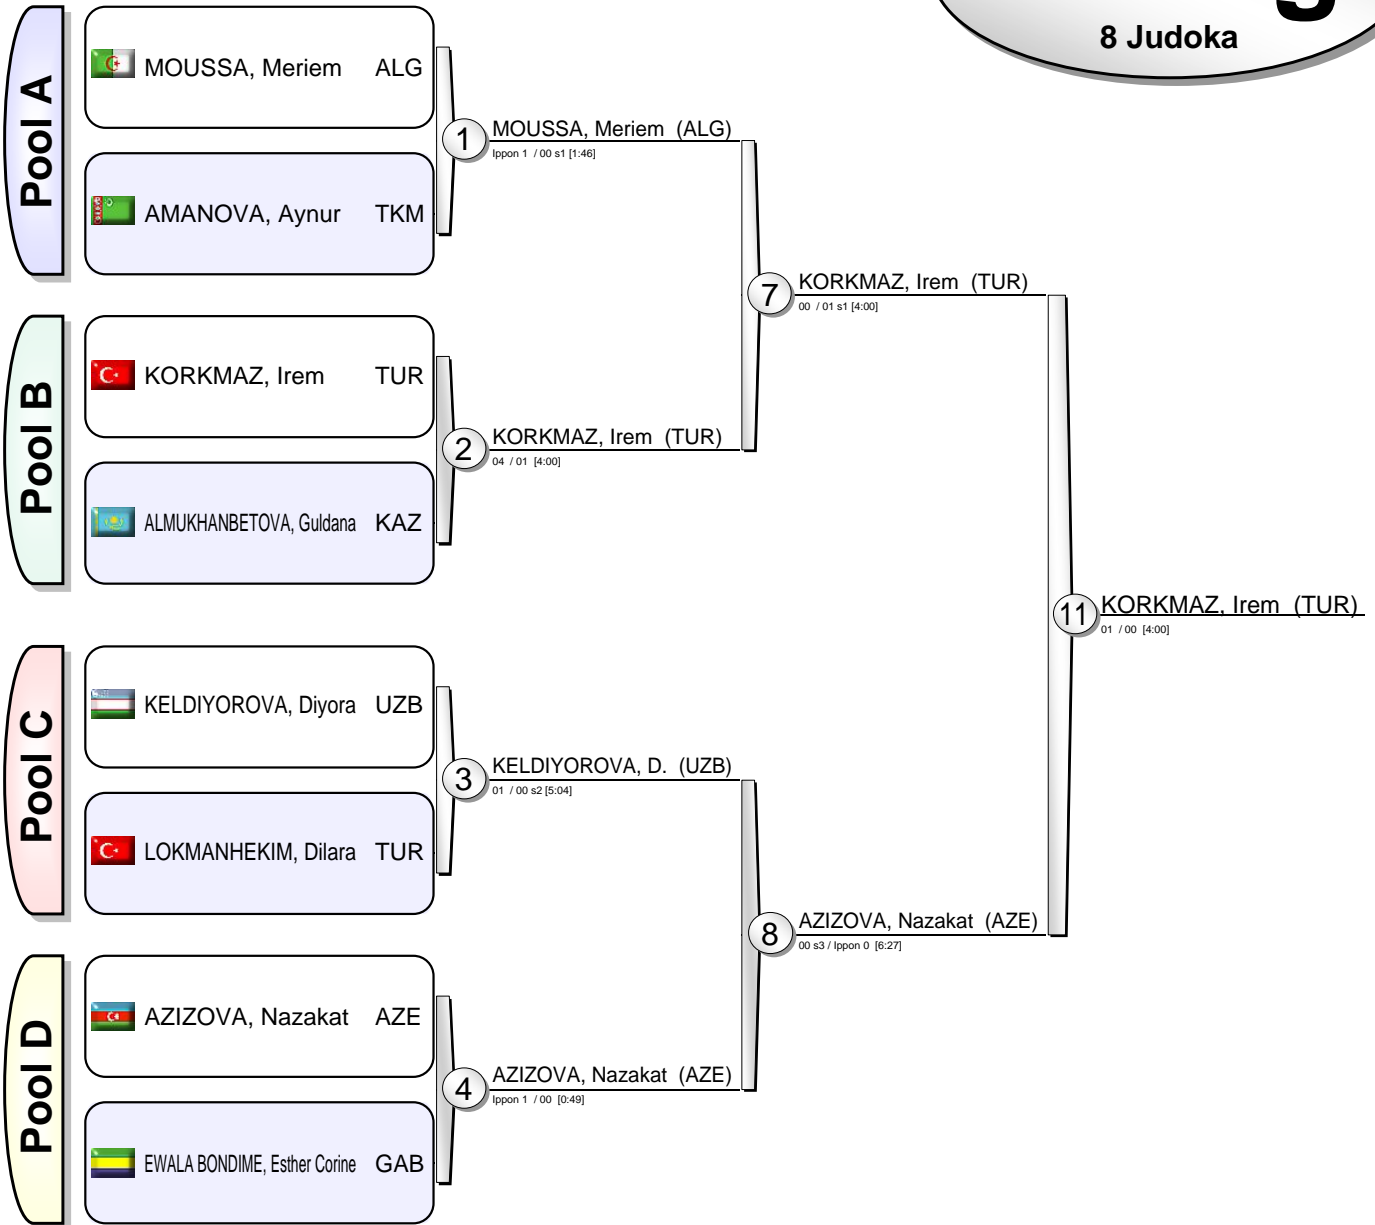 8 Judoka
Pool A
MOUSSA, Meriem ALG
AMANOVA, Aynur TKM
1
MOUSSA, Meriem (ALG)
Ippon 1 / 00 s1 [1:46]
7
KORKMAZ, Irem (TUR)
00 / 01 s1 [4:00]
Pool B
KORKMAZ, Irem TUR
ALMUKHANBETOVA, Guldana KAZ
2
KORKMAZ, Irem (TUR)
04 / 01 [4:00]
11
KORKMAZ, Irem (TUR)
01 / 00 [4:00]
Pool C
KELDIYOROVA, Diyora UZB
LOKMANHEKIM, Dilara TUR
3
KELDIYOROVA, D. (UZB)
01 / 00 s2 [5:04]
8
AZIZOVA, Nazakat (AZE)
00 s3 / Ippon 0 [6:27]
Pool D
AZIZOVA, Nazakat AZE
EWALA BONDIME, Esther Corine GAB
4
AZIZOVA, Nazakat (AZE)
Ippon 1 / 00 [0:49]